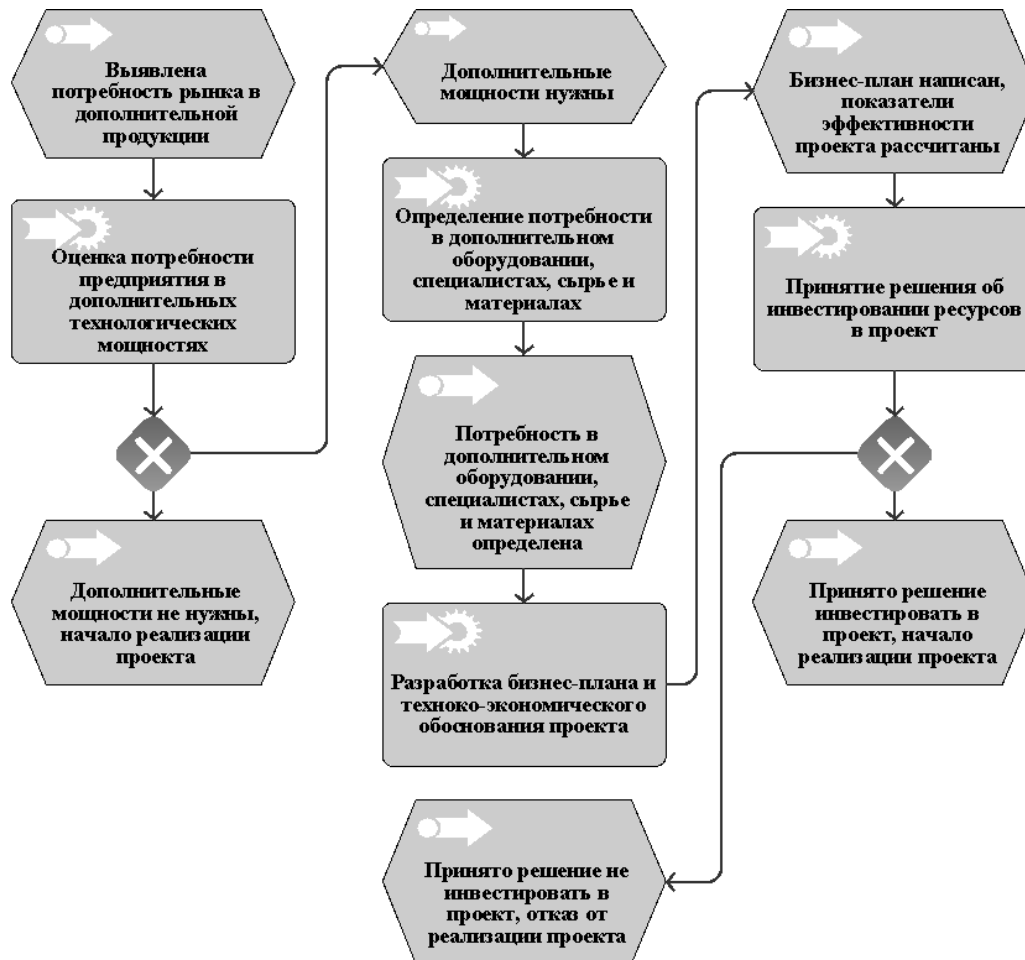 Выявлена
потребность рынка в
дополнительной
продукции
Оценка потребности
предприятия в
дополнительных
технологических
мощностях
Дополнительные
мощности не нужны,
начало реализации
проекта
Дополнительные
мощности нужны
Определение потребности
в дополнительном
оборудовании,
специалистах, сырье и
материалах
Потребность в
дополнительном
оборудовании,
специалистах, сырье
и материалах
определена
Разработка бизнес-плана и
техноко-экономического
обоснования проекта
Принято решение не
инвестировать в
проект, отказ от
реализации проекта
Бизнес-план написан,
показатели
эффективности
проекта рассчитаны
Принятие решения об
инвестировании ресурсов
в проект
Принято решение
инвестировать в
проект, начало
реализации проекта